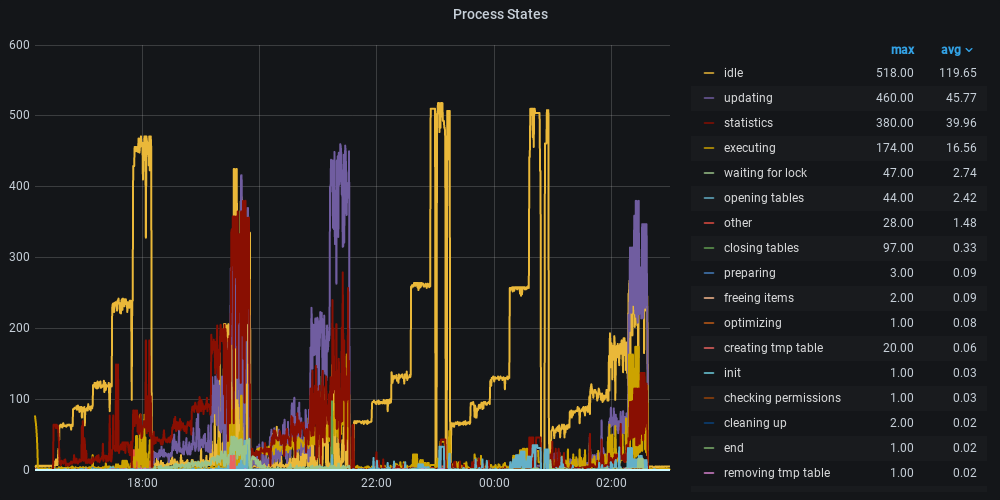 Process States
max avg
600
500
400
300
200
100
0
18:00 20:00 22:00 00:00 02:00
idle 518.00 119.65
updating 460.00 45.77
statistics 380.00 39.96
executing 174.00 16.56
waiting for lock 47.00 2.74
opening tables 44.00 2.42
other 28.00 1.48
closing tables 97.00 0.33
preparing 3.00 0.09
freeing items 2.00 0.09
optimizing 1.00 0.08
creating tmp table 20.00 0.06
init 1.00 0.03
checking permissions 1.00 0.03
cleaning up 2.00 0.02
end 1.00 0.02
removing tmp table 1.00 0.02